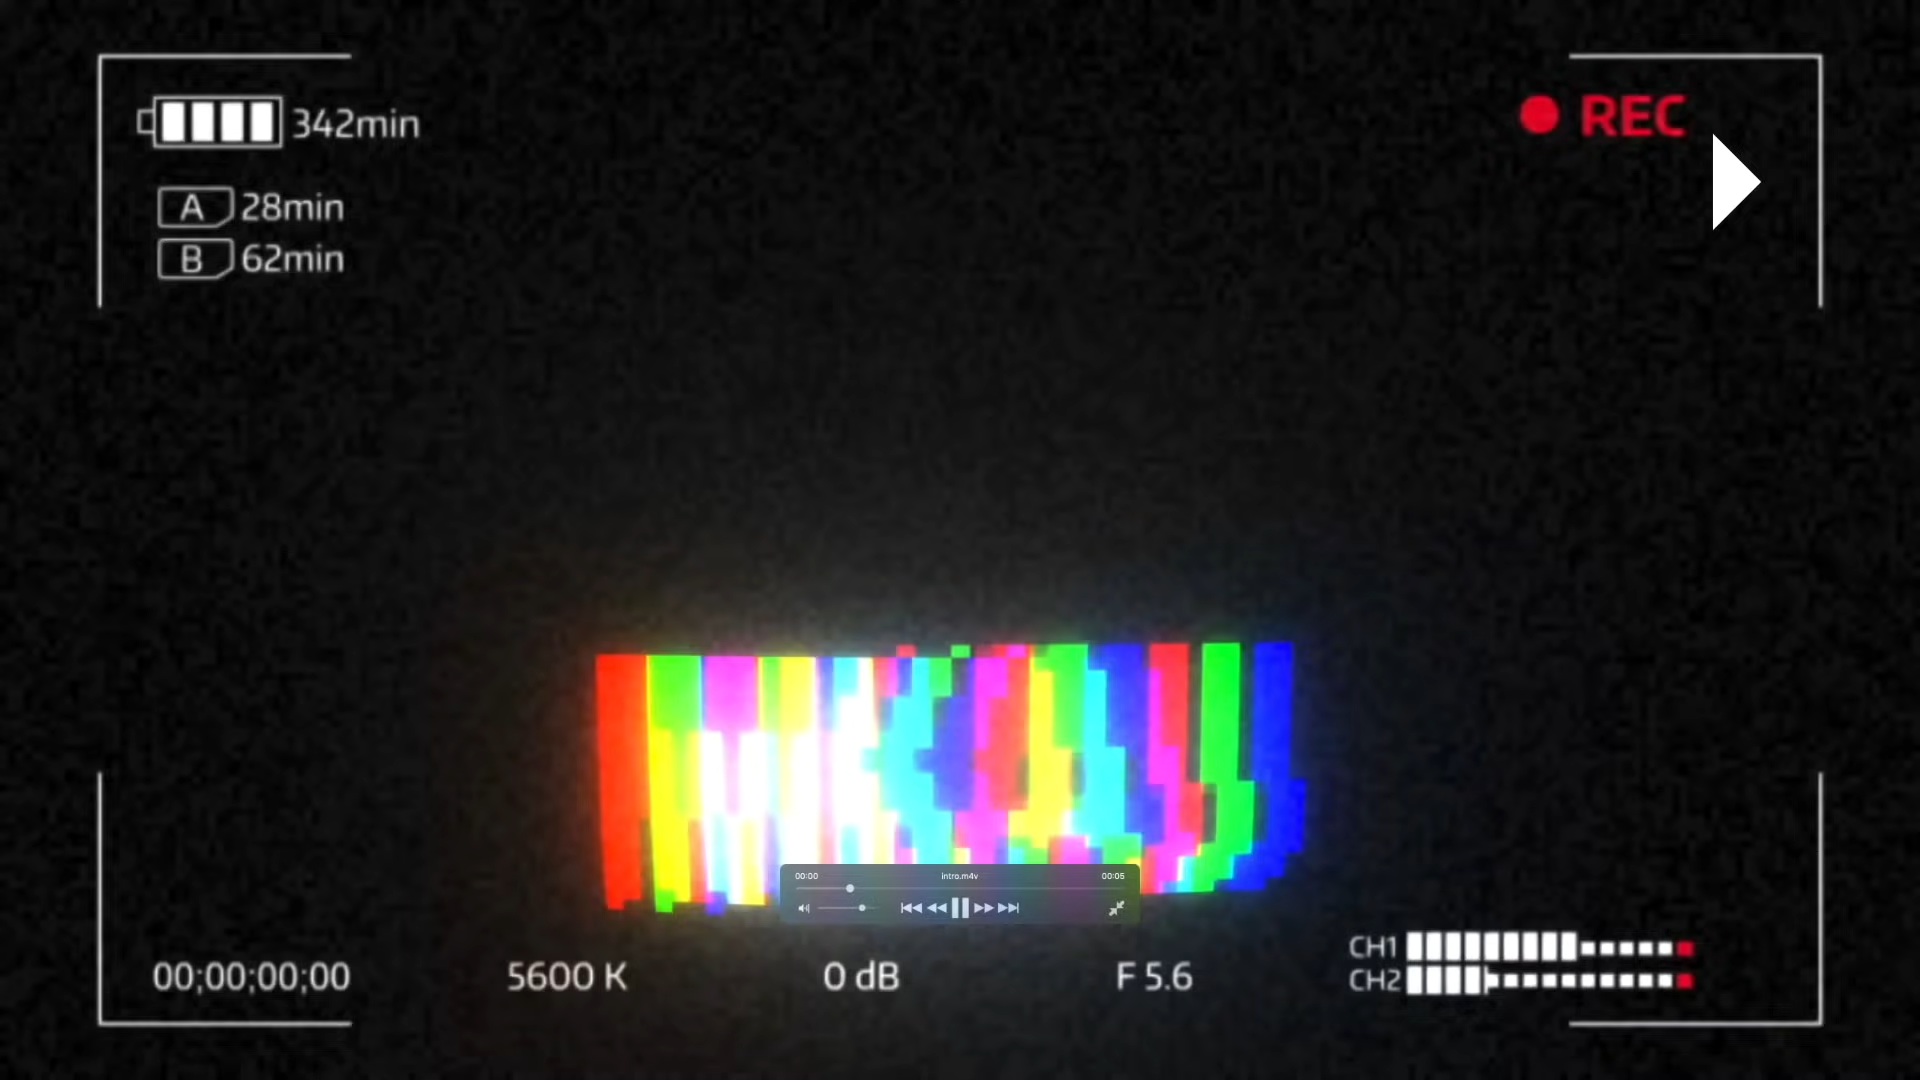 342min
REC
A 28min
B 62min
00:00 intro.m4v 00:05
CH1
00;00;00;00 5600 K 0 dB F 5.6 CH2